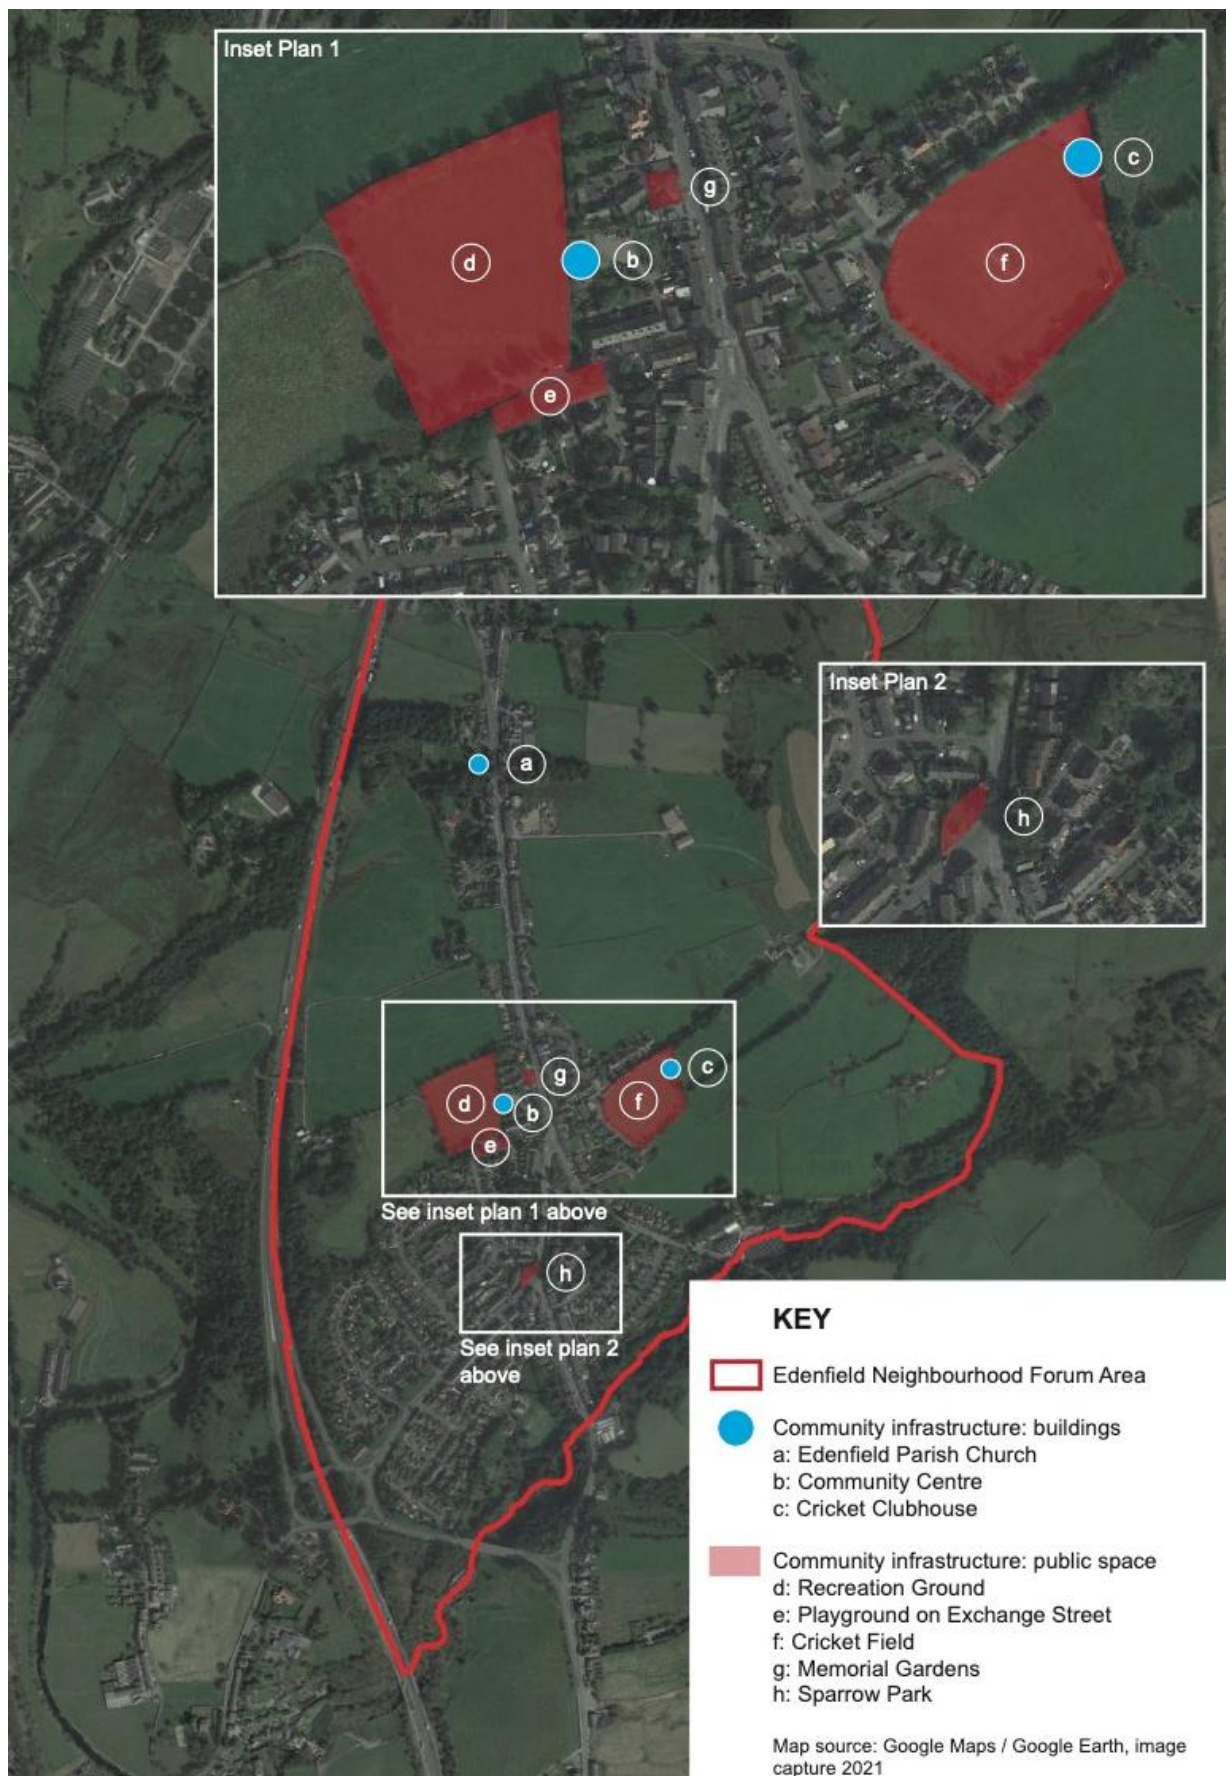 Inset Plan 1
g
c
d
b
f
e
Inset Plan 2
a
h
g
c
d
b
f
e
See inset plan 1 above
h
See inset plan 2
above
KEY
Edenfield Neighbourhood Forum Area
Community infrastructure: buildings
a: Edenfield Parish Church
b: Community Centre
c: Cricket Clubhouse
Community infrastructure: public space
d: Recreation Ground
e: Playground on Exchange Street
f: Cricket Field
g: Memorial Gardens
h: Sparrow Park
Map source: Google Maps / Google Earth, image
capture 2021